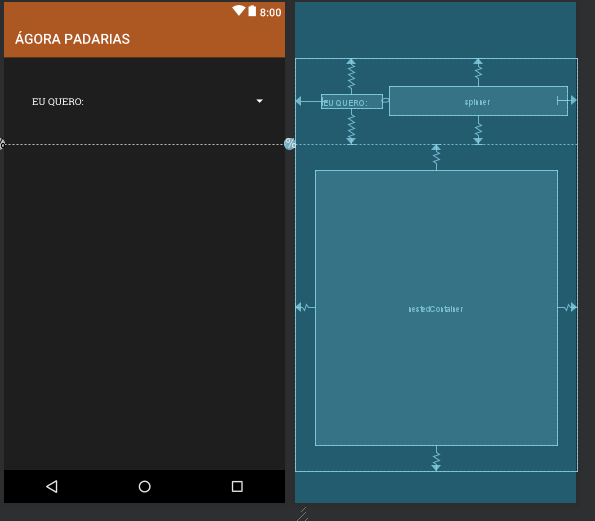 8:00
ÁGORA PADARIAS
EU QUERO:
EU QUERO:
spinner
nestedContainer